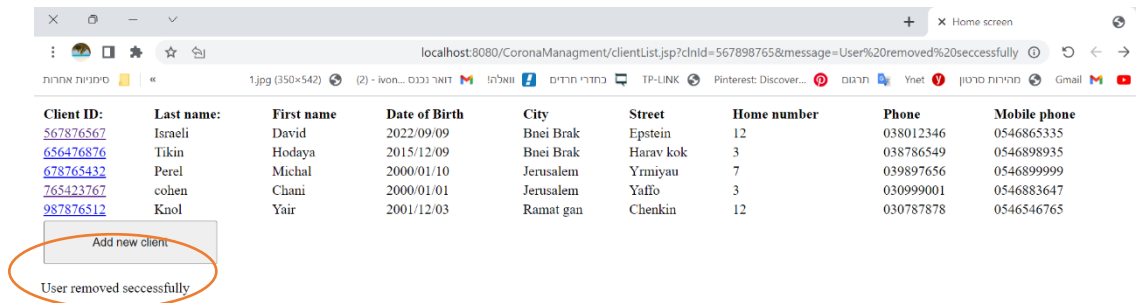 Home screen
localhost:8080/CoronaManagment/clientList.jsp?clnId=567898765&message=User%20removed%20seccessfully
סימניות אחרות « 1.jpg (350×542) (2) - ivon... דואר נכנס וואלה! בחדרי חרדים TP-LINK Pinterest: Discover... תרגום Ynet מהירות סרטון Gmail
Client ID: Last name: First name Date of Birth City Street Home number Phone Mobile phone
567876567 Israeli David 2022/09/09 Bnei Brak Epstein 12 038012346 0546865335
656476876 Tikin Hodaya 2015/12/09 Bnei Brak Harav kok 3 038786549 0546898935
678765432 Perel Michal 2000/01/10 Jerusalem Yrmiyau 7 039897656 0546899999
765423767 cohen Chani 2000/01/01 Jerusalem Yaffo 3 030999001 0546883647
987876512 Knol Yair 2001/12/03 Ramat gan Chenkin 12 030787878 0546546765
Add new client
User removed seccessfully